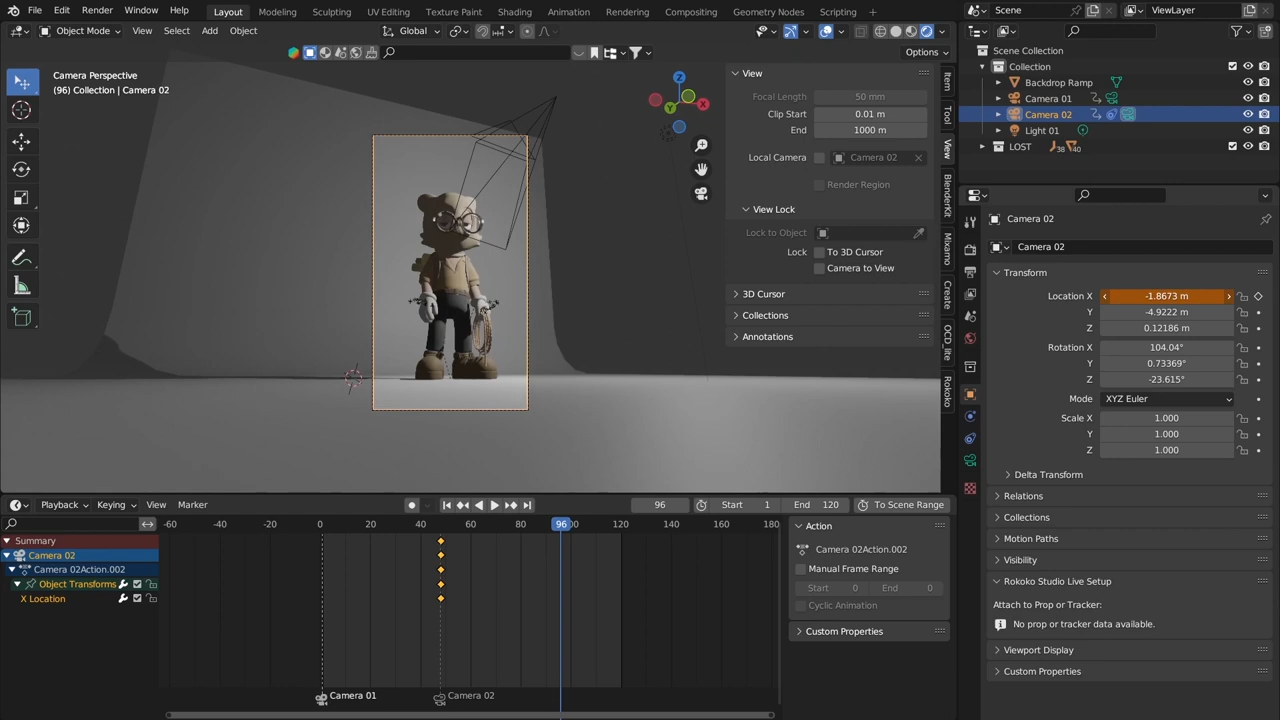 File Edit Render Window Help Layout Modeling Sculpting UV Editing Texture Paint Shading Animation Rendering Compositing Geometry Nodes Scripting + Scene ViewLayer
Object Mode View Select Add Object Global
Options
Camera Perspective
(96) Collection | Camera 02
Z
X
Y
View
Focal Length 50 mm
Clip Start 0.01 m
End 1000 m
Local Camera Camera 02
Render Region
View Lock
Lock to Object
Lock To 3D Cursor
Camera to View
3D Cursor
Collections
Annotations
Item
Tool
View
BlenderKit
Mixamo
Create
OCD_lite
Rokoko
Scene Collection
Collection
Backdrop Ramp
Camera 01
Camera 02
Light 01
LOST 38 40
Camera 02
Camera 02
Transform
Location X -1.8673 m
Y -4.9222 m
Z 0.12186 m
Rotation X 104.04°
Y 0.73369°
Z -23.615°
Mode XYZ Euler
Scale X 1.000
Y 1.000
Z 1.000
Delta Transform
Relations
Collections
Motion Paths
Visibility
Rokoko Studio Live Setup
Attach to Prop or Tracker:
No prop or tracker data available.
Viewport Display
Custom Properties
Playback Keying View Marker 96 Start 1 End 120 To Scene Range
-60 -40 -20 0 20 40 60 80 96 00 120 140 160 180
Summary
Camera 02
Camera 02Action.002
Object Transforms
X Location
Camera 01 Camera 02
Action
Camera 02Action.002
Manual Frame Range
Start 0 End 0
Cyclic Animation
Custom Properties